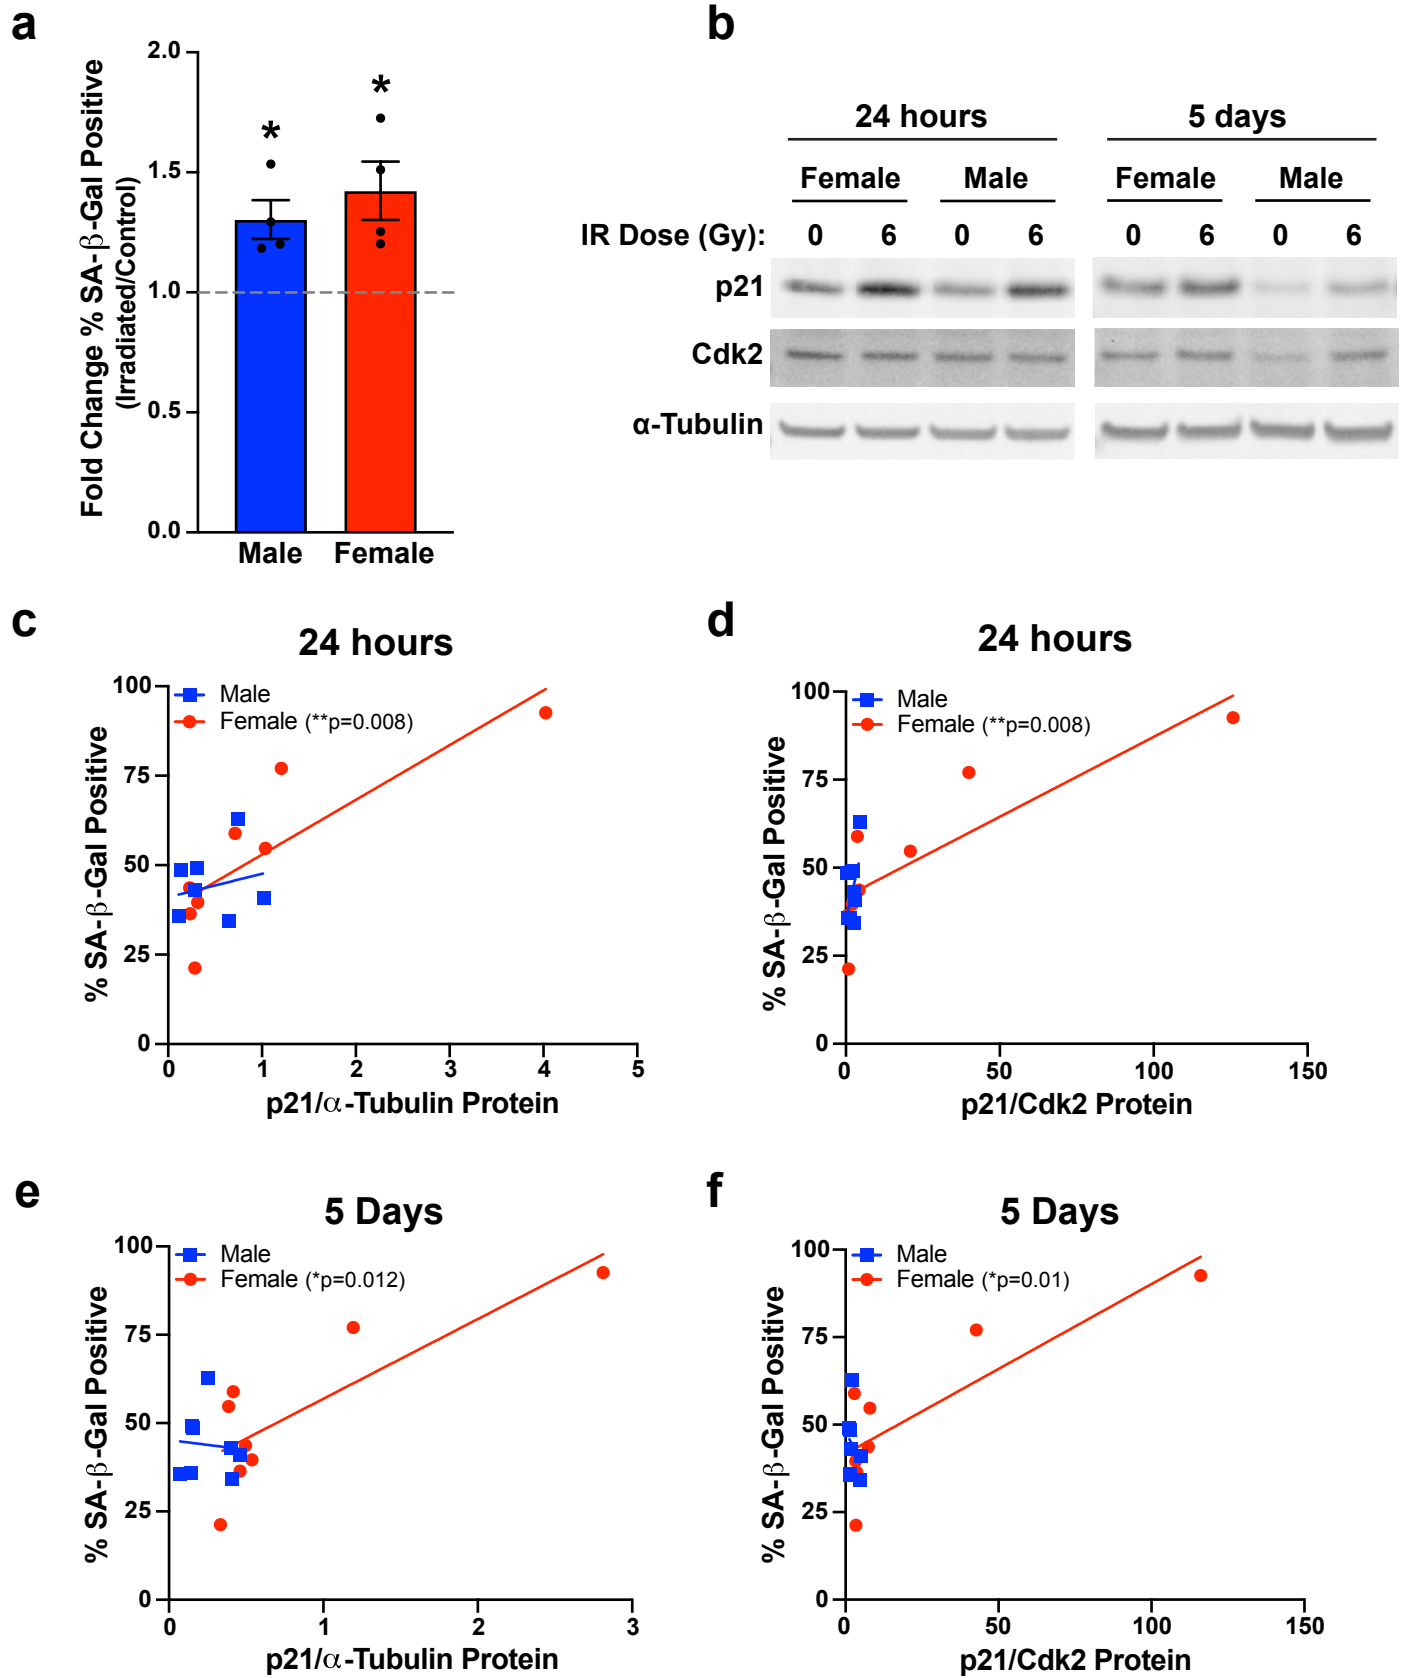 a
2.0
1.5
1.0
0.5
0.0
Fold Change % SA-β-Gal Positive
(Irradiated/Control)
*
*
Male Female
b
24 hours 5 days
Female Male Female Male
IR Dose (Gy): 0 6 0 6 0 6 0 6
p21
Cdk2
α-Tubulin
c
24 hours
Male
Female (**p=0.008)
% SA-β-Gal Positive
100
75
50
25
0
0 1 2 3 4 5
p21/α-Tubulin Protein
d
24 hours
Male
Female (**p=0.008)
% SA-β-Gal Positive
100
75
50
25
0
0 50 100 150
p21/Cdk2 Protein
e
5 Days
Male
Female (*p=0.012)
% SA-β-Gal Positive
100
75
50
25
0
0 1 2 3
p21/α-Tubulin Protein
f
5 Days
Male
Female (*p=0.01)
% SA-β-Gal Positive
100
75
50
25
0
0 50 100 150
p21/Cdk2 Protein